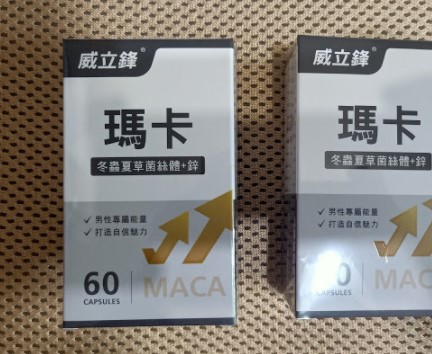 威立鋒®
瑪卡
冬蟲夏草菌絲體+鋅
✓ 男性專屬能量
✓ 打造自信魅力
60
CAPSULES
MACA
威立鋒®
瑪卡
冬蟲夏草菌絲體+鋅
✓ 男性專屬能量
✓ 打造自信魅力
0
CAPSULES
MAC